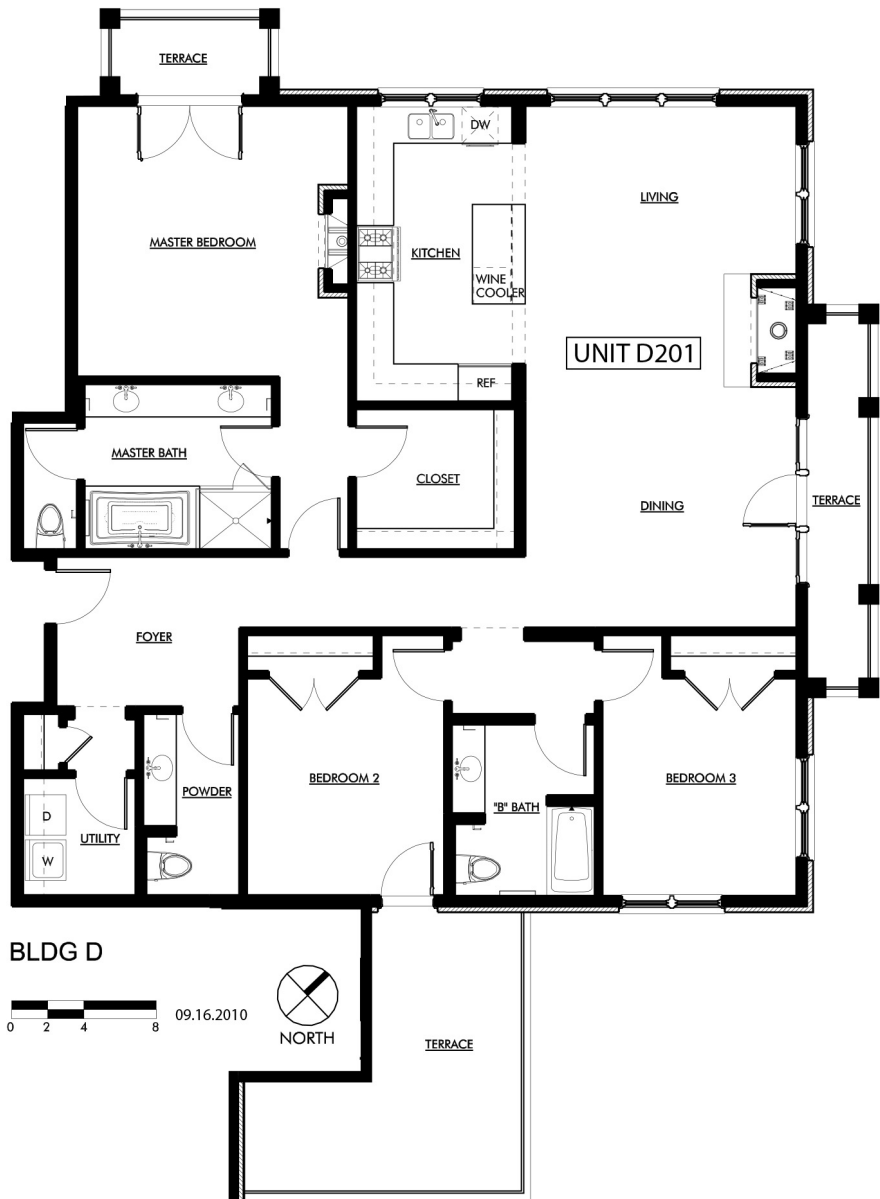 TERRACE
DW
LIVING
MASTER BEDROOM
KITCHEN
WINE
COOLER
UNIT D201
REF
MASTER BATH
CLOSET
DINING
TERRACE
FOYER
BEDROOM 2
BEDROOM 3
POWDER
"B" BATH
D
UTILITY
W
BLDG D
0 2 4 8
09.16.2010
NORTH
TERRACE